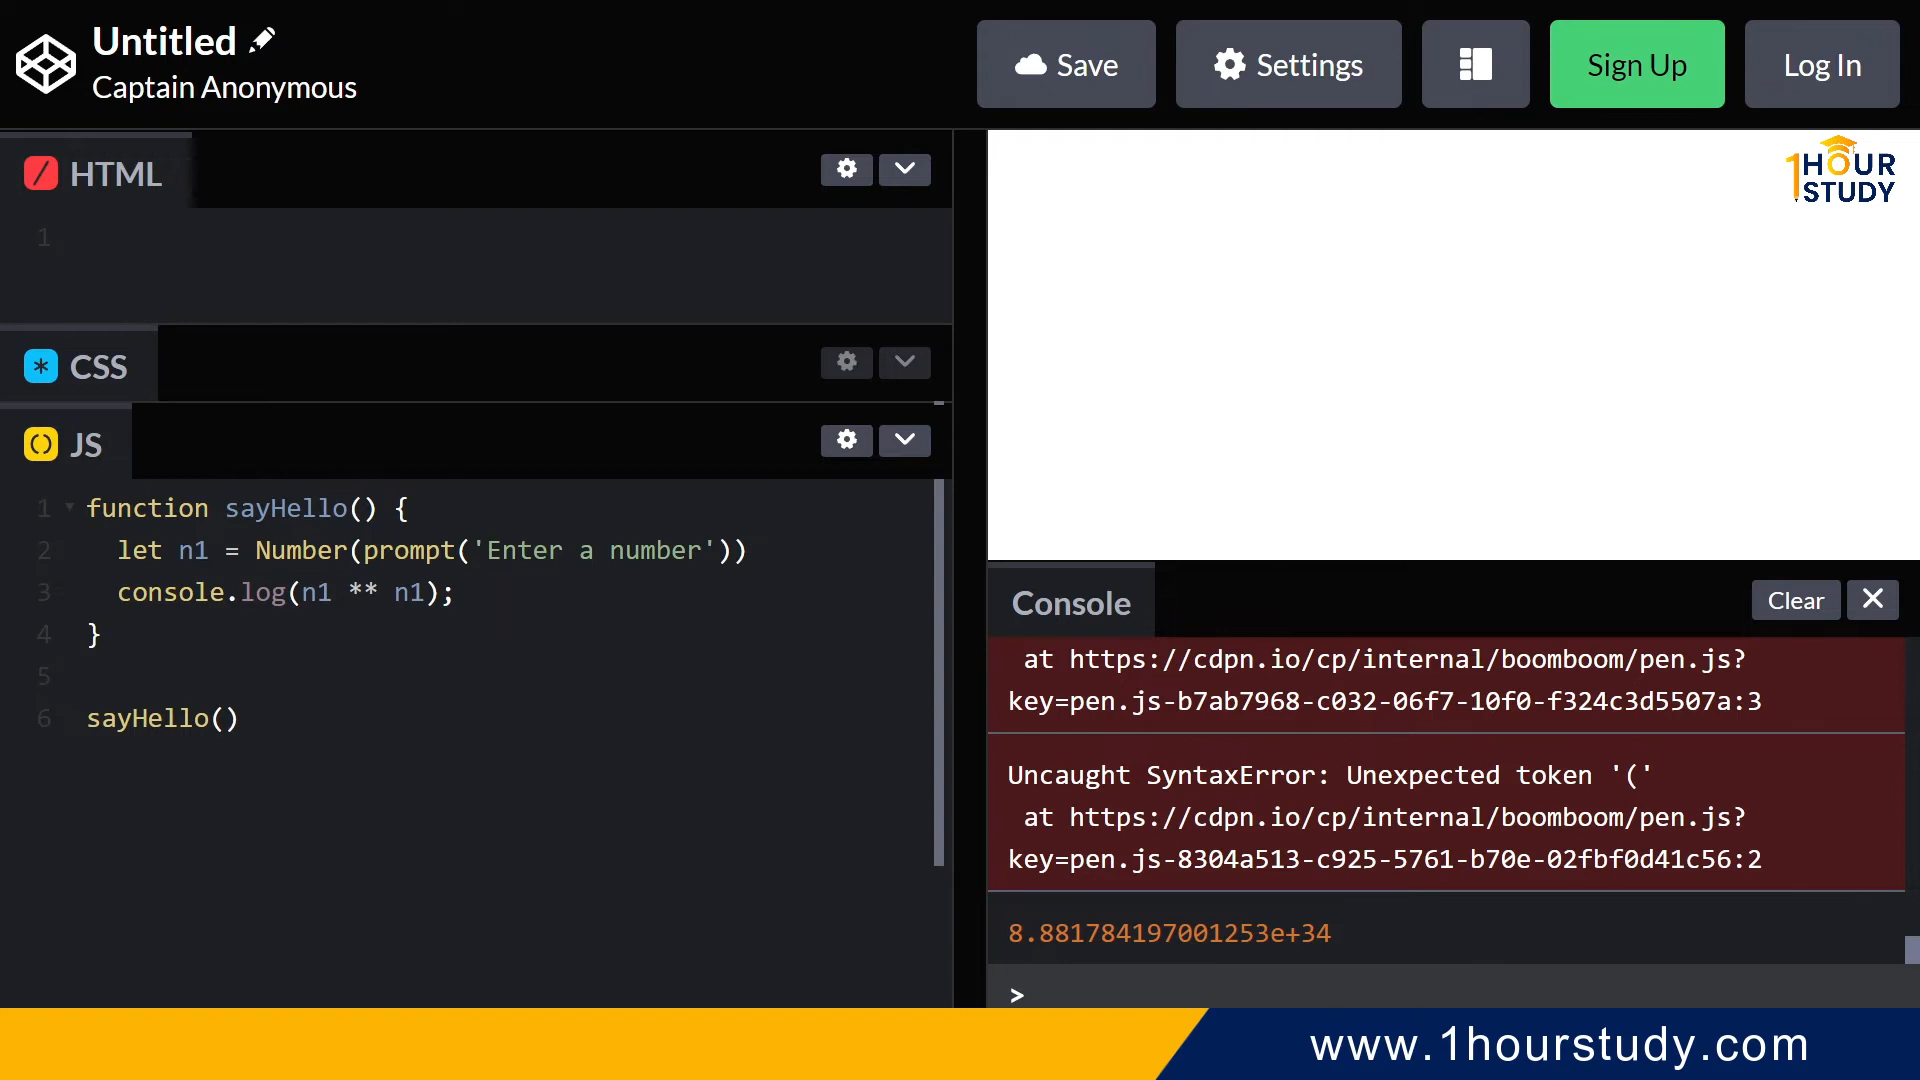 Untitled
Captain Anonymous
Save
Settings
Sign Up
Log In
HTML
1
CSS
JS
1 function sayHello() {
2 let n1 = Number(prompt('Enter a number'))
3 console.log(n1 ** n1);
4 }
5
6 sayHello()
1HOUR
STUDY
Console
Clear
at https://cdpn.io/cp/internal/boomboom/pen.js?
key=pen.js-b7ab7968-c032-06f7-10f0-f324c3d5507a:3
Uncaught SyntaxError: Unexpected token '('
at https://cdpn.io/cp/internal/boomboom/pen.js?
key=pen.js-8304a513-c925-5761-b70e-02fbf0d41c56:2
8.881784197001253e+34
>
www.1hourstudy.com